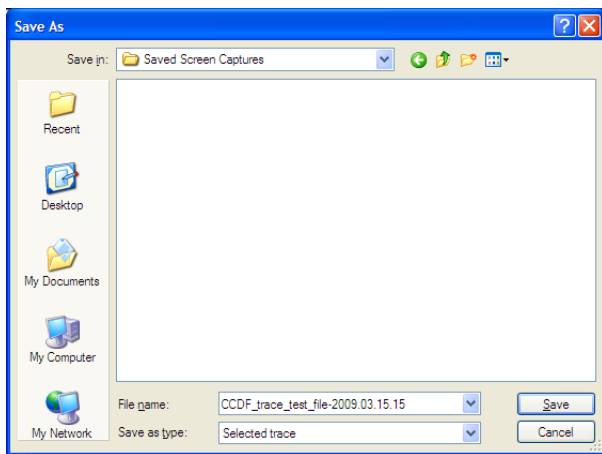 Save As
Save in: Saved Screen Captures
Recent
Desktop
My Documents
My Computer
My Network
File name: CCDF_trace_test_file-2009.03.15.15 Save
Save as type: Selected trace Cancel